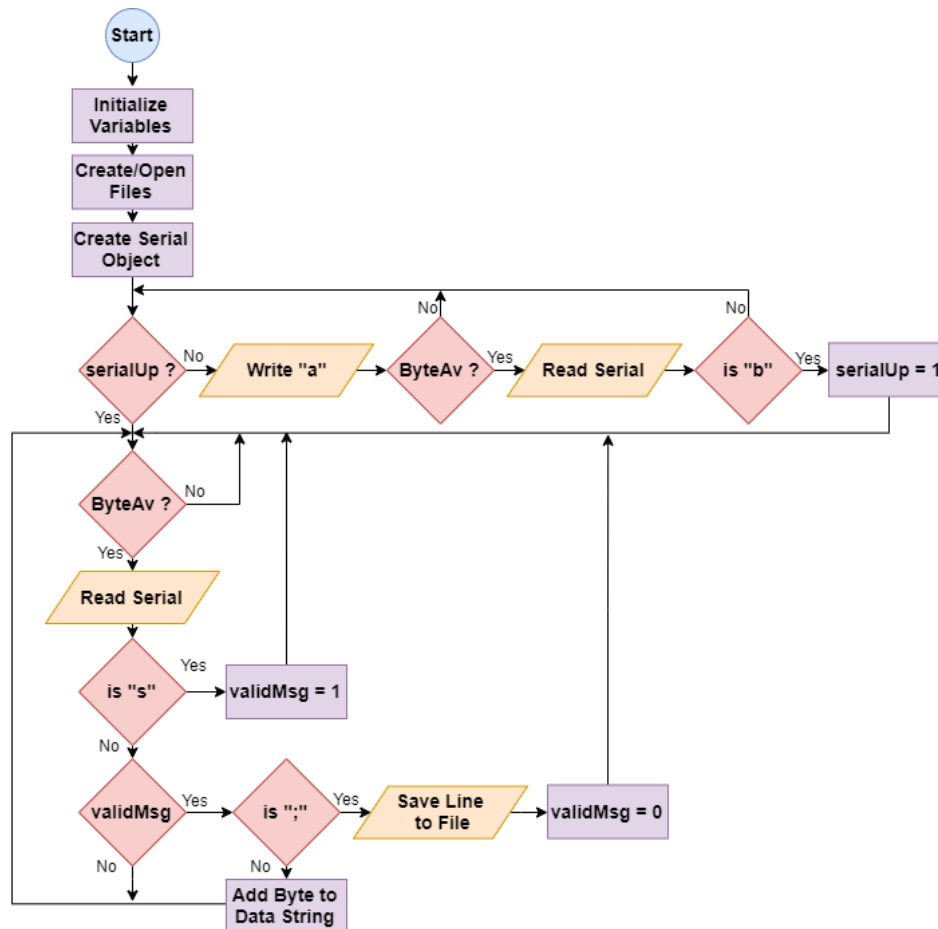 Start
Initialize
Variables
Create/Open
Files
Create Serial
Object
No
No
serialUp ?
No
Write "a"
ByteAv ?
Yes
Read Serial
is "b"
Yes
serialUp = 1
Yes
ByteAv ?
No
Yes
Read Serial
is "s"
Yes
validMsg = 1
No
validMsg
Yes
is ";"
Yes
Save Line
to File
validMsg = 0
No
No
Add Byte to
Data String